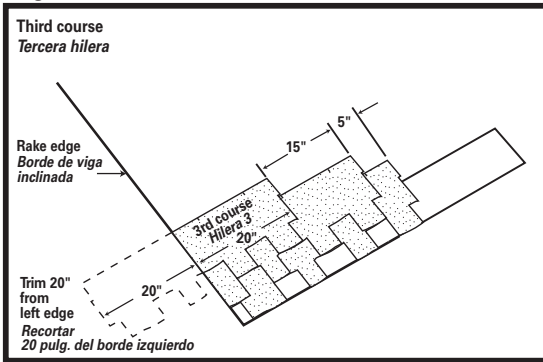 Third course
Tercera hilera
Rake edge
Borde de viga
inclinada
15"
5"
3rd course
Hilera 3
20"
20"
Trim 20"
from
left edge
Recortar
20 pulg. del borde izquierdo